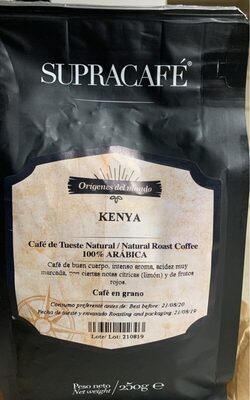 SUPRACAFÉ®
Orígenes del mundo
KENYA
Café de Tueste Natural / Natural Roast Coffee
100% ARÁBICA
Café de buen cuerpo, intenso aroma, acidez muy
marcada, con ciertas notas cítricas (limón) y de frutos
rojos.
Café en grano
Consumo preferente antes de: Best before: 21/08/20
Fecha de tueste y envasado Roasting and packaging: 21/08/19
Lote/ Lot: 210819
Peso neto
Net weight / 250g e